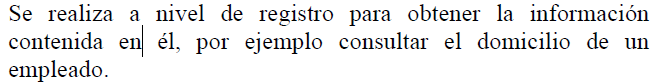 Se realiza a nivel de registro para obtener la información
contenida en él, por ejemplo consultar el domicilio de un
empleado.